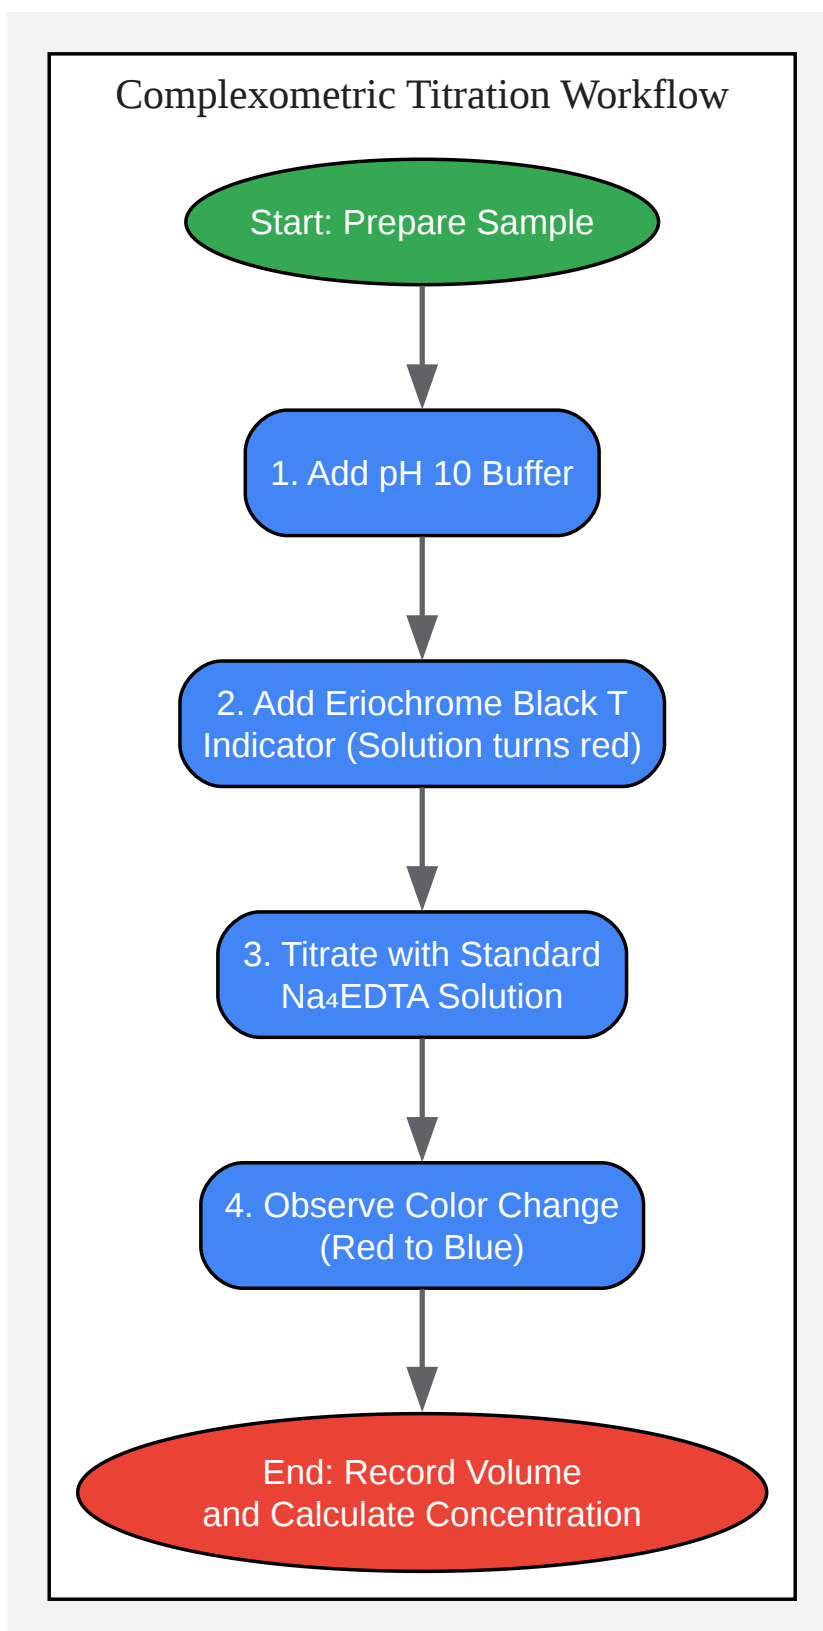 Complexometric Titration Workflow
Start: Prepare Sample
1. Add pH 10 Buffer
2. Add Eriochrome Black T
Indicator (Solution turns red)
3. Titrate with Standard
Na₄EDTA Solution
4. Observe Color Change
(Red to Blue)
End: Record Volume
and Calculate Concentration